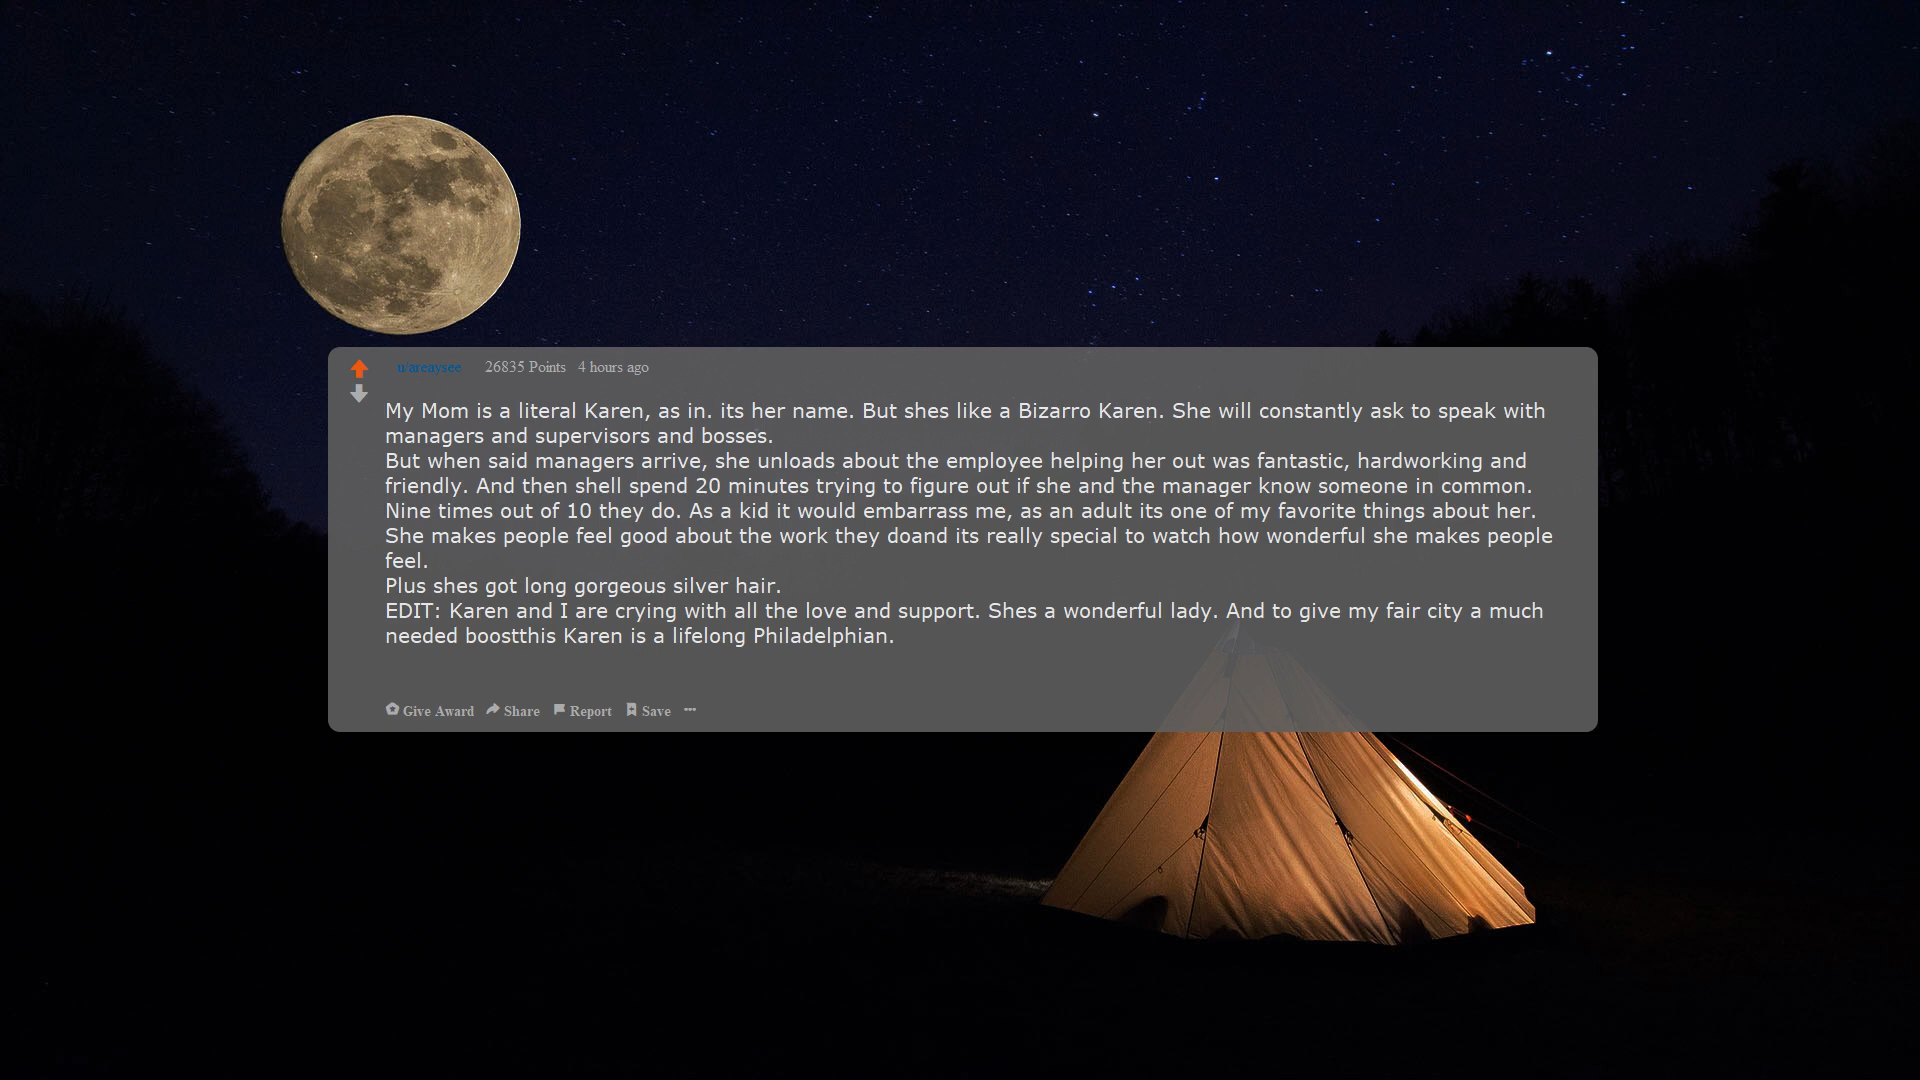 u/areaysee 26835 Points 4 hours ago
My Mom is a literal Karen, as in. its her name. But shes like a Bizarro Karen. She will constantly ask to speak with
managers and supervisors and bosses.
But when said managers arrive, she unloads about the employee helping her out was fantastic, hardworking and
friendly. And then shell spend 20 minutes trying to figure out if she and the manager know someone in common.
Nine times out of 10 they do. As a kid it would embarrass me, as an adult its one of my favorite things about her.
She makes people feel good about the work they doand its really special to watch how wonderful she makes people
feel.
Plus shes got long gorgeous silver hair.
EDIT: Karen and I are crying with all the love and support. Shes a wonderful lady. And to give my fair city a much
needed boostthis Karen is a lifelong Philadelphian.
Give Award Share Report Save ...